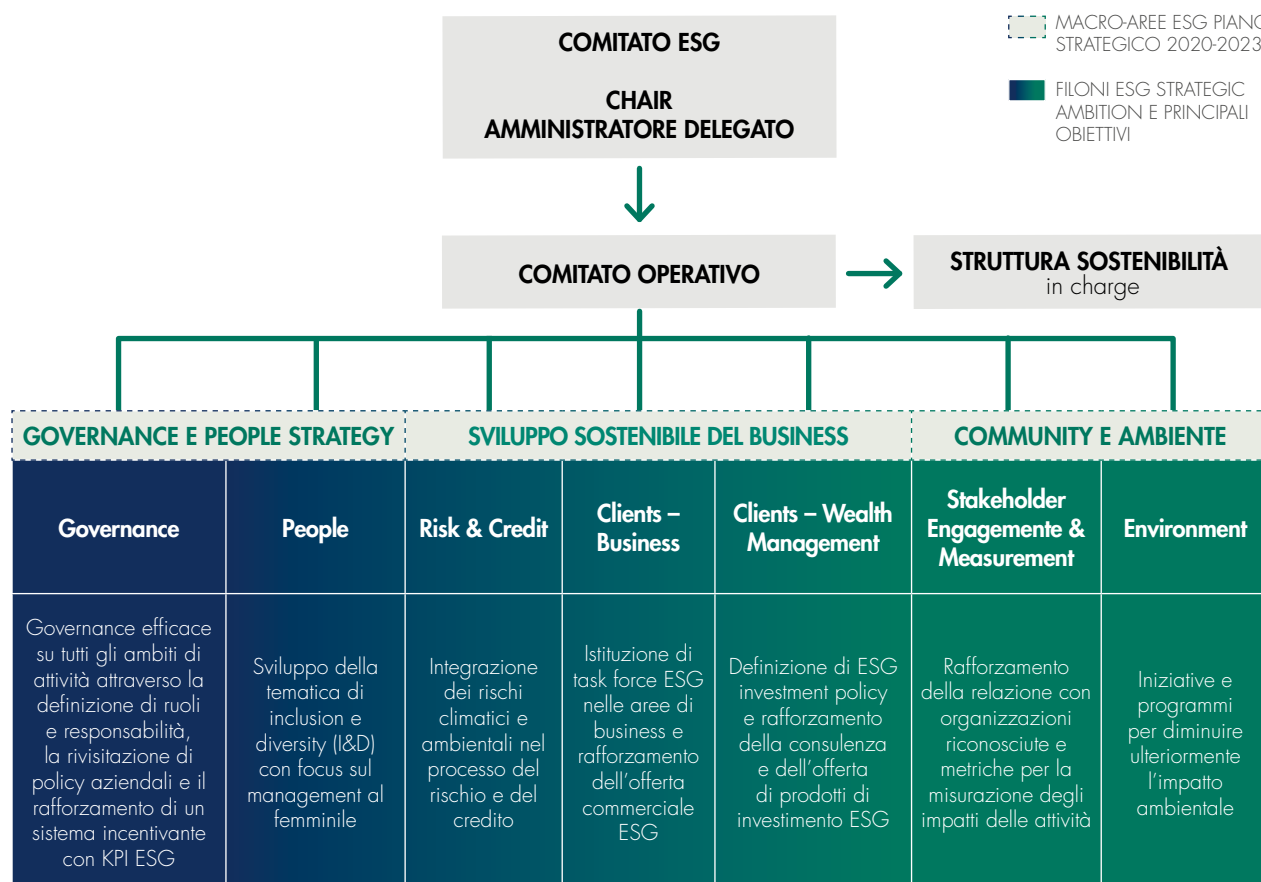 COMITATO ESG
CHAIR
AMMINISTRATORE DELEGATO
MACRO-AREE ESG PIANO
STRATEGICO 2020-2023
FILONI ESG STRATEGIC
AMBITION E PRINCIPALI
OBIETTIVI
COMITATO OPERATIVO
STRUTTURA SOSTENIBILITÀ
in charge
GOVERNANCE E PEOPLE STRATEGY
SVILUPPO SOSTENIBILE DEL BUSINESS
COMMUNITY E AMBIENTE
Governance
People
Risk & Credit
Clients –
Business
Clients – Wealth
Management
Stakeholder
Engagemente &
Measurement
Environment
Governance efficace
su tutti gli ambiti di
attività attraverso la
definizione di ruoli
e responsabilità,
la rivisitazione di
policy aziendali e il
rafforzamento di un
sistema incentivante
con KPI ESG
Sviluppo della
tematica di
inclusion e
diversity (I&D)
con focus sul
management al
femminile
Integrazione
dei rischi
climatici e
ambientali nel
processo del
rischio e del
credito
Istituzione di
task force ESG
nelle aree di
business e
rafforzamento
dell'offerta
commerciale
ESG
Definizione di ESG
investment policy
e rafforzamento
della consulenza
e dell'offerta
di prodotti di
investimento ESG
Rafforzamento
della relazione con
organizzazioni
riconosciute e
metriche per la
misurazione degli
impatti delle attività
Iniziative e
programmi
per diminuire
ulteriormente
l'impatto
ambientale